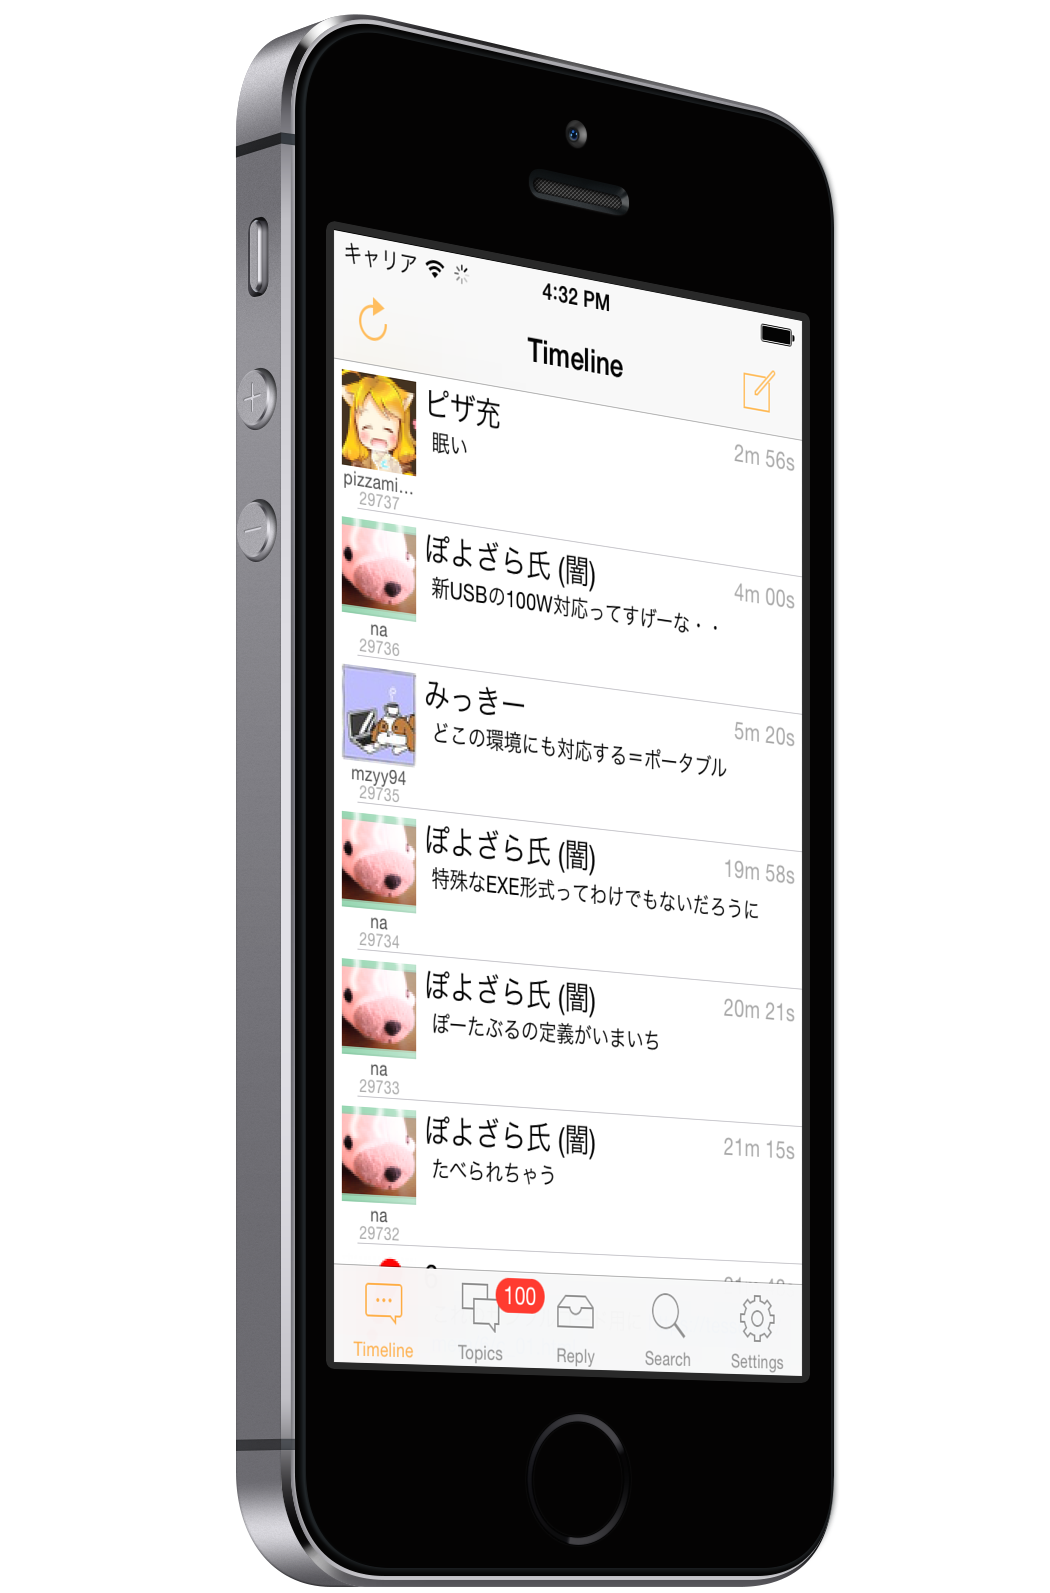 キャリア
4:32 PM
Timeline
ピザ充
眠い
2m 56s
pizzami...
29737
ぽよざら氏 (闇)
新USBの100W対応ってすげーな・・
4m 00s
na
29736
みっきー
どこの環境にも対応する＝ポータブル
5m 20s
mzyy94
29735
ぽよざら氏 (闇)
特殊なEXE形式ってわけでもないだろうに
19m 58s
na
29734
ぽよざら氏 (闇)
ぽーたぶるの定義がいまいち
20m 21s
na
29733
ぽよざら氏 (闇)
たべられちゃう
21m 15s
na
29732
100
Timeline
Topics
Reply
Search
Settings